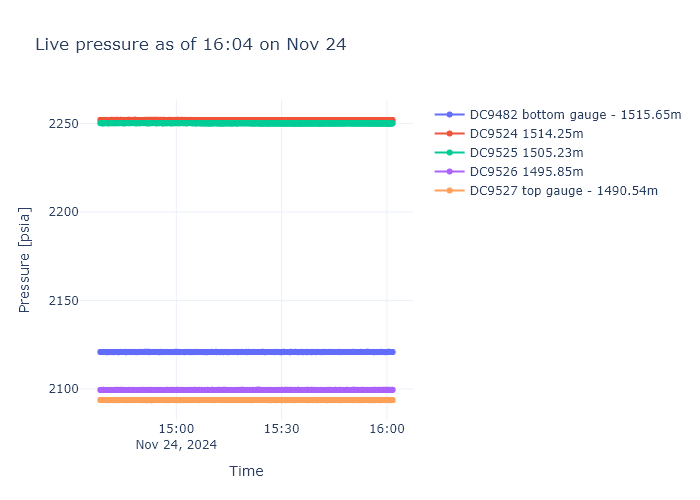 Live pressure as of 16:04 on Nov 24
DC9482 bottom gauge - 1515.65m
DC9524 1514.25m
DC9525 1505.23m
DC9526 1495.85m
DC9527 top gauge - 1490.54m
Pressure [psia]
2250
2200
2150
2100
15:00
15:30
16:00
Nov 24, 2024
Time